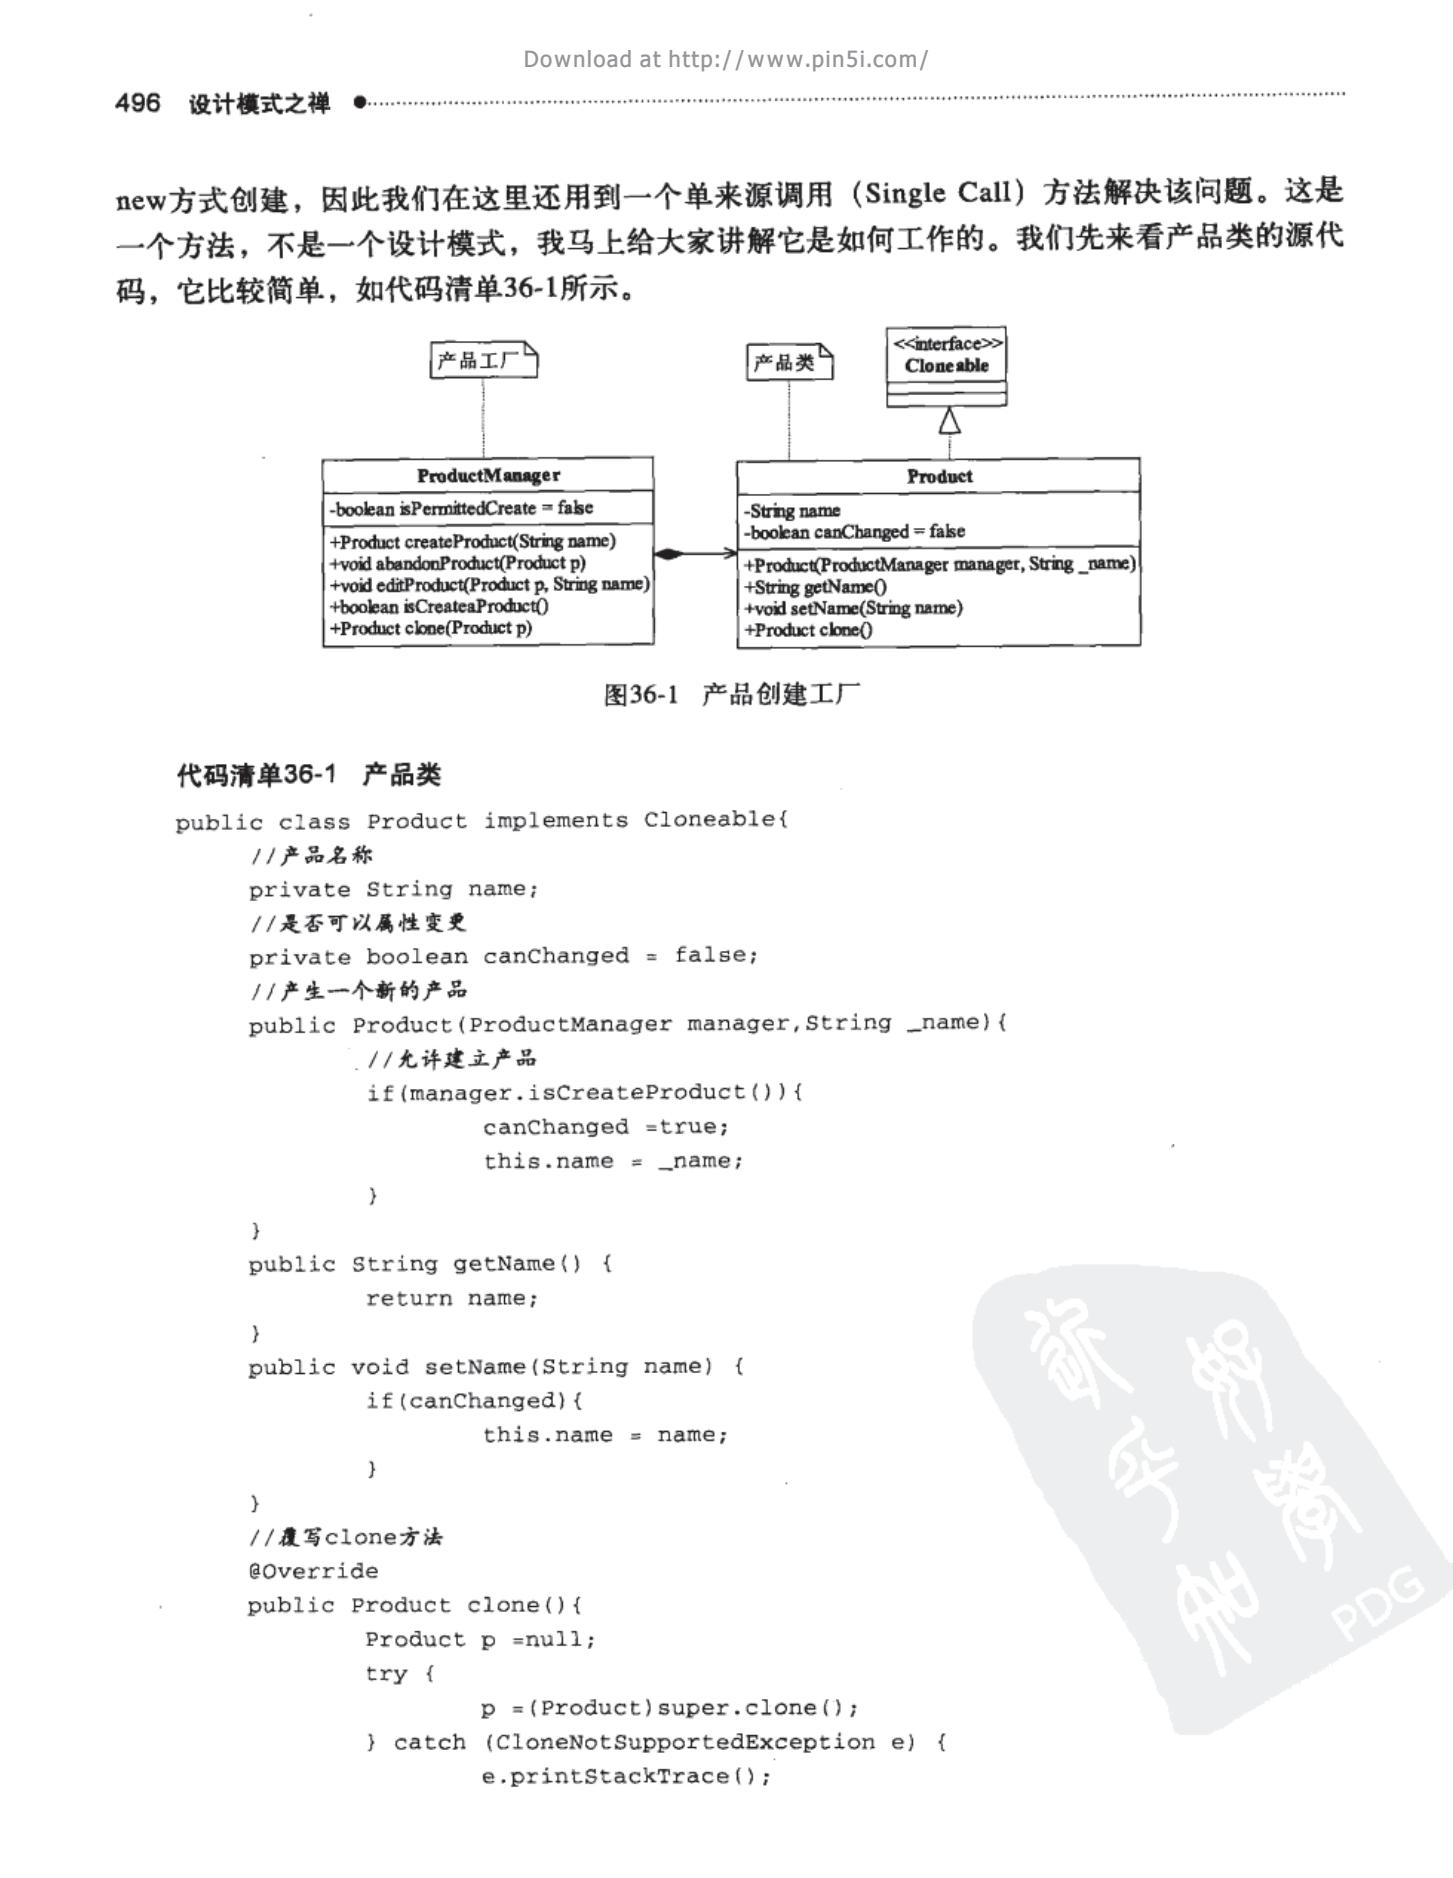 Download at http://www.pin5i.com/
496 设计模式之禅
new方式创建，因此我们在这里还用到一个单来源调用（Single Call）方法解决该问题。这是
一个方法，不是一个设计模式，我马上给大家讲解它是如何工作的。我们先来看产品类的源代
码，它比较简单，如代码清单36-1所示。
产品工厂
产品类
<<interface>>
Cloneable
ProductManager
-boolean isPermittedCreate = false
+Product createProduct(String name)
+void abandonProduct(Product p)
+void editProduct(Product p, String name)
+boolean isCreateaProduct()
+Product clone(Product p)
Product
-String name
-boolean canChanged = false
+Product(ProductManager manager, String _name)
+String getName()
+void setName(String name)
+Product clone()
图36-1 产品创建工厂
代码清单36-1 产品类
public class Product implements Cloneable{
//产品名称
private String name;
//是否可以属性变更
private boolean canChanged = false;
//产生一个新的产品
public Product(ProductManager manager,String _name){
//允许建立产品
if(manager.isCreateProduct()){
canChanged =true;
this.name = _name;
}
}
public String getName() {
return name;
}
public void setName(String name) {
if(canChanged){
this.name = name;
}
}
//覆写clone方法
@Override
public Product clone(){
Product p =null;
try {
p =(Product)super.clone();
} catch (CloneNotSupportedException e) {
e.printStackTrace();
PDG